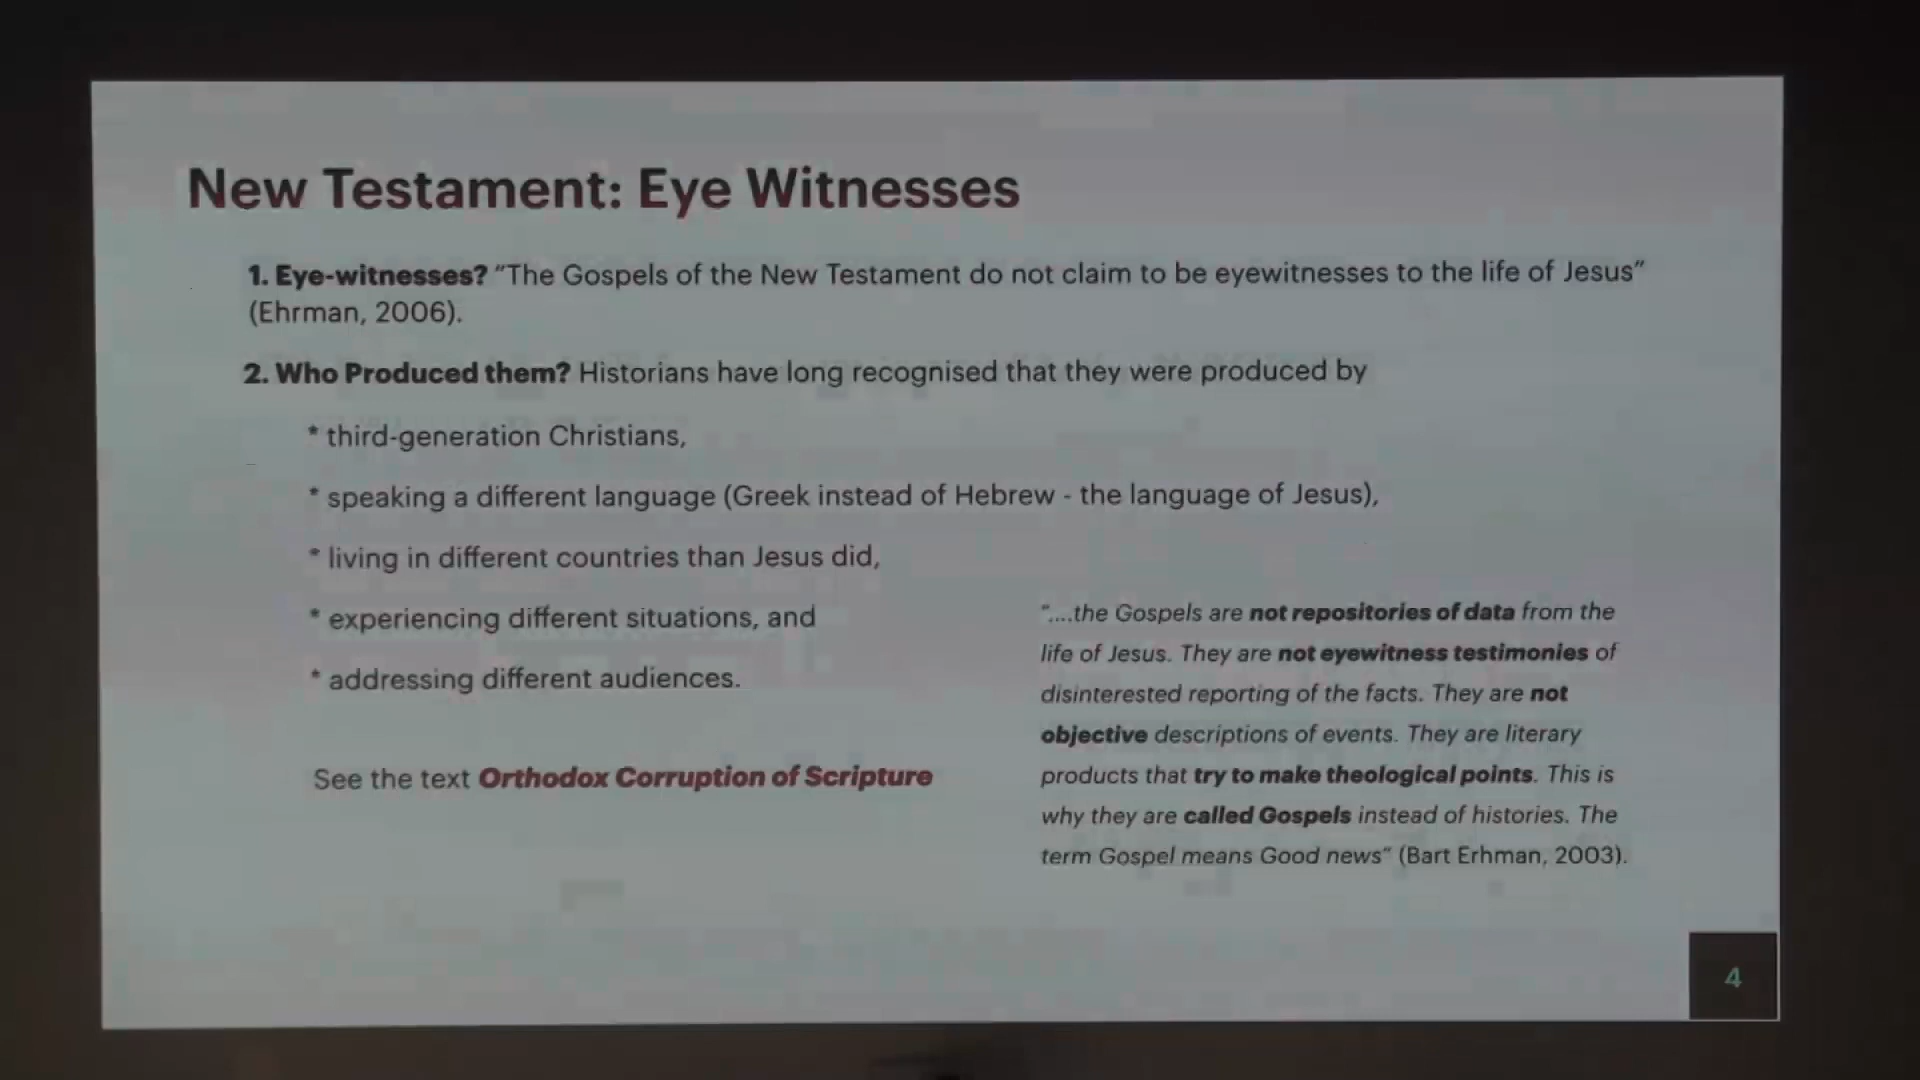 New Testament: Eye Witnesses
1. Eye-witnesses? "The Gospels of the New Testament do not claim to be eyewitnesses to the life of Jesus"
(Ehrman, 2006).
2. Who Produced them? Historians have long recognised that they were produced by
* third-generation Christians,
* speaking a different language (Greek instead of Hebrew - the language of Jesus),
* living in different countries than Jesus did,
* experiencing different situations, and
* addressing different audiences.
See the text Orthodox Corruption of Scripture
"....the Gospels are not repositories of data from the
life of Jesus. They are not eyewitness testimonies of
disinterested reporting of the facts. They are not
objective descriptions of events. They are literary
products that try to make theological points. This is
why they are called Gospels instead of histories. The
term Gospel means Good news" (Bart Erhman, 2003).
4